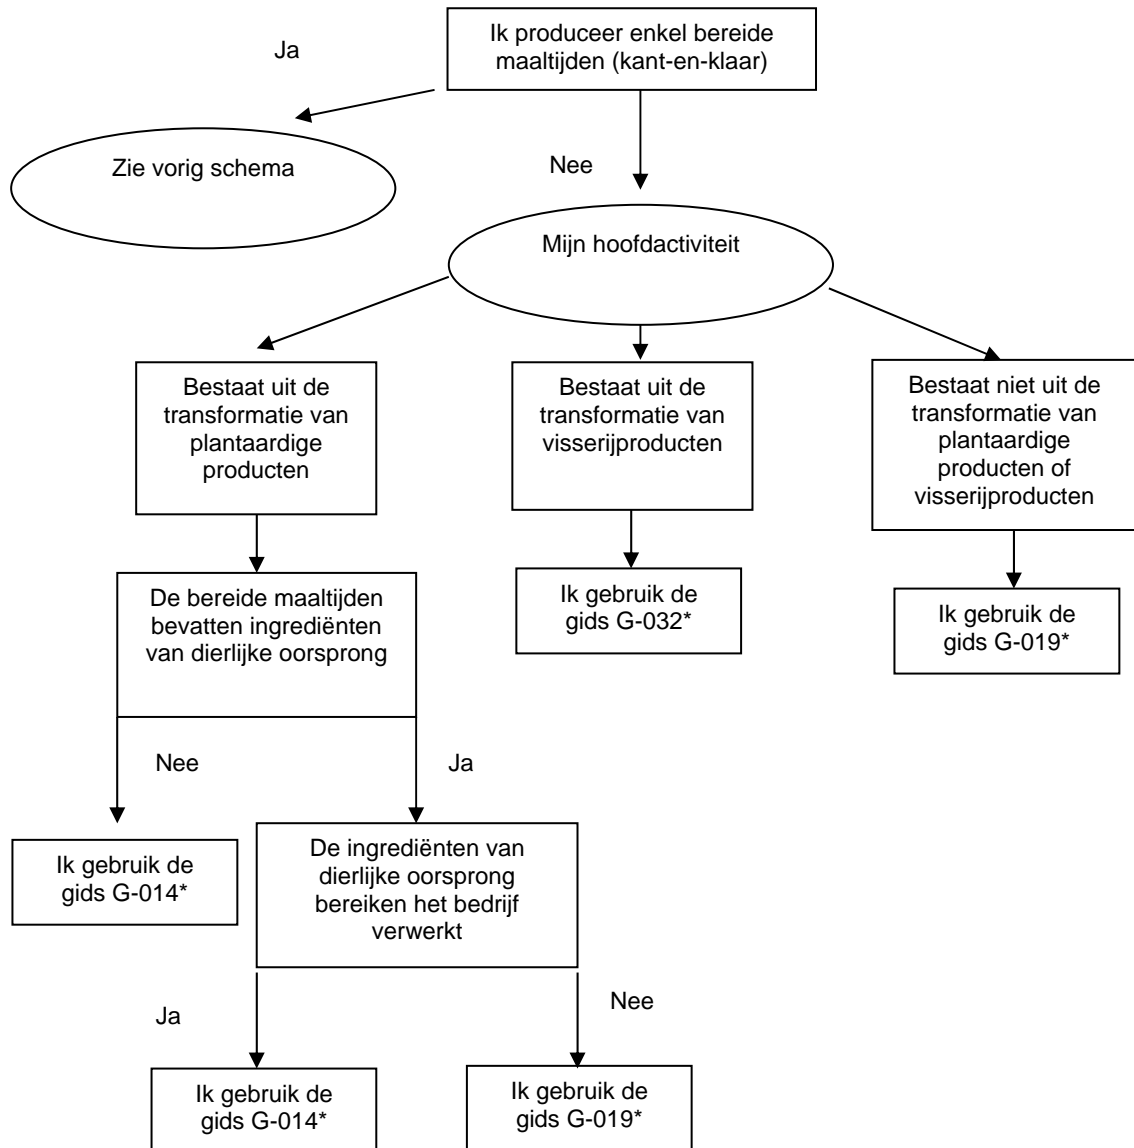 Ik produceer enkel bereide
maaltijden (kant-en-klaar)
Ja
Zie vorig schema
Nee
Mijn hoofdactiviteit
Bestaat uit de
transformatie van
plantaardige
producten
Bestaat uit de
transformatie van
visserijproducten
Bestaat niet uit de
transformatie van
plantaardige
producten of
visserijproducten
De bereide maaltijden
bevatten ingrediënten
van dierlijke oorsprong
Ik gebruik de
gids G-032*
Ik gebruik de
gids G-019*
Nee
Ja
Ik gebruik de
gids G-014*
De ingrediënten van
dierlijke oorsprong
bereiken het bedrijf
verwerkt
Ja
Nee
Ik gebruik de
gids G-014*
Ik gebruik de
gids G-019*